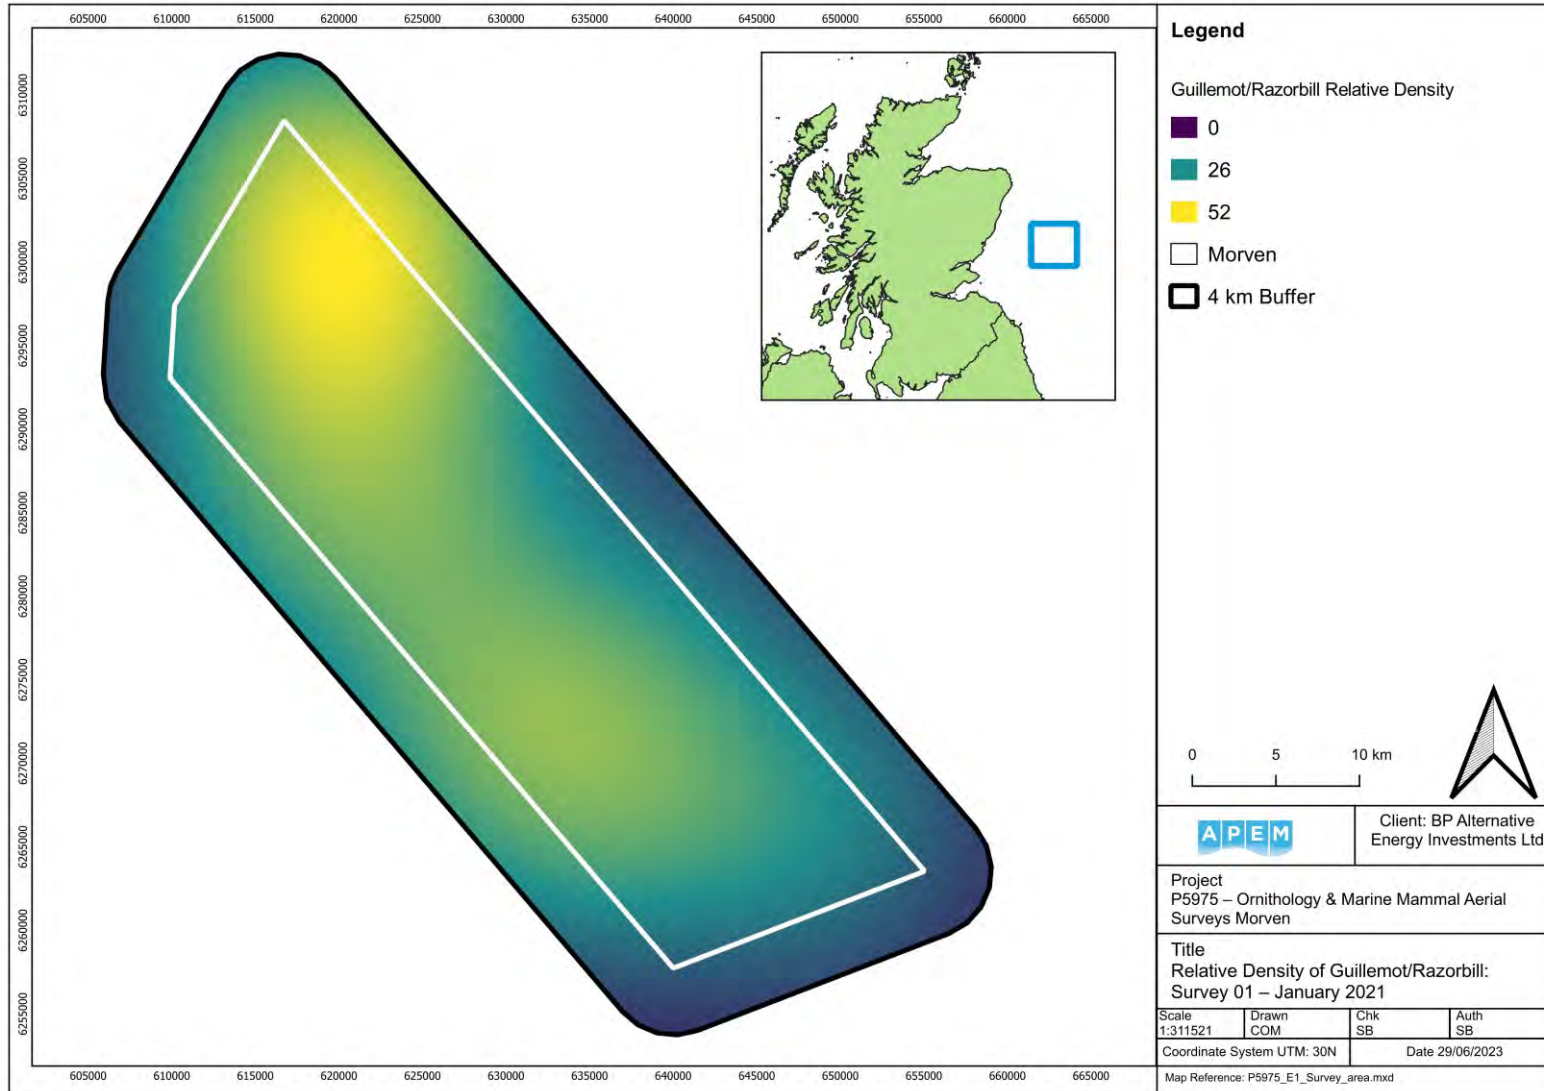 605000 610000 615000 620000 625000 630000 635000 640000 645000 650000 655000 660000 665000
6310000
6305000
6300000
6295000
6290000
6285000
6280000
6275000
6270000
6265000
6260000
6255000
605000 610000 615000 620000 625000 630000 635000 640000 645000 650000 655000 660000 665000
Legend
Guillemot/Razorbill Relative Density
0
26
52
Morven
4 km Buffer
0 5 10 km
APEM
Client: BP Alternative
Energy Investments Ltd
Project
P5975 – Ornithology & Marine Mammal Aerial
Surveys Morven
Title
Relative Density of Guillemot/Razorbill:
Survey 01 – January 2021
Scale Drawn Chk Auth
1:311521 COM SB SB
Coordinate System UTM: 30N Date 29/06/2023
Map Reference: P5975_E1_Survey_area.mxd